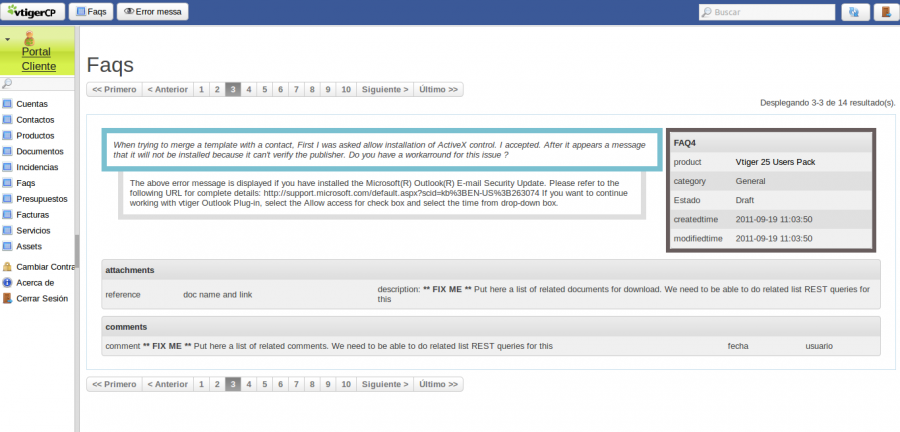 vtigerCP Faqs Error messa Buscar
Portal
Cliente
Cuentas
Contactos
Productos
Documentos
Incidencias
Faqs
Presupuestos
Facturas
Servicios
Assets
Cambiar Contra
Acerca de
Cerrar Sesión
Faqs
<< Primero < Anterior 1 2 3 4 5 6 7 8 9 10 Siguiente > Último >>
Desplegando 3-3 de 14 resultado(s).
When trying to merge a template with a contact, First I was asked allow installation of ActiveX control. I accepted. After it appears a message
that it will not be installed because it can't verify the publisher. Do you have a workarround for this issue ?
The above error message is displayed if you have installed the Microsoft(R) Outlook(R) E-mail Security Update. Please refer to the
following URL for complete details: http://support.microsoft.com/default.aspx?scid=kb%3BEN-US%3B263074 If you want to continue
working with vtiger Outlook Plug-in, select the Allow access for check box and select the time from drop-down box.
FAQ4
product Vtiger 25 Users Pack
category General
Estado Draft
createdtime 2011-09-19 11:03:50
modifiedtime 2011-09-19 11:03:50
attachments
reference doc name and link description: ** FIX ME ** Put here a list of related documents for download. We need to be able to do related list REST queries for
this
comments
comment ** FIX ME ** Put here a list of related comments. We need to be able to do related list REST queries for this fecha usuario
<< Primero < Anterior 1 2 3 4 5 6 7 8 9 10 Siguiente > Último >>